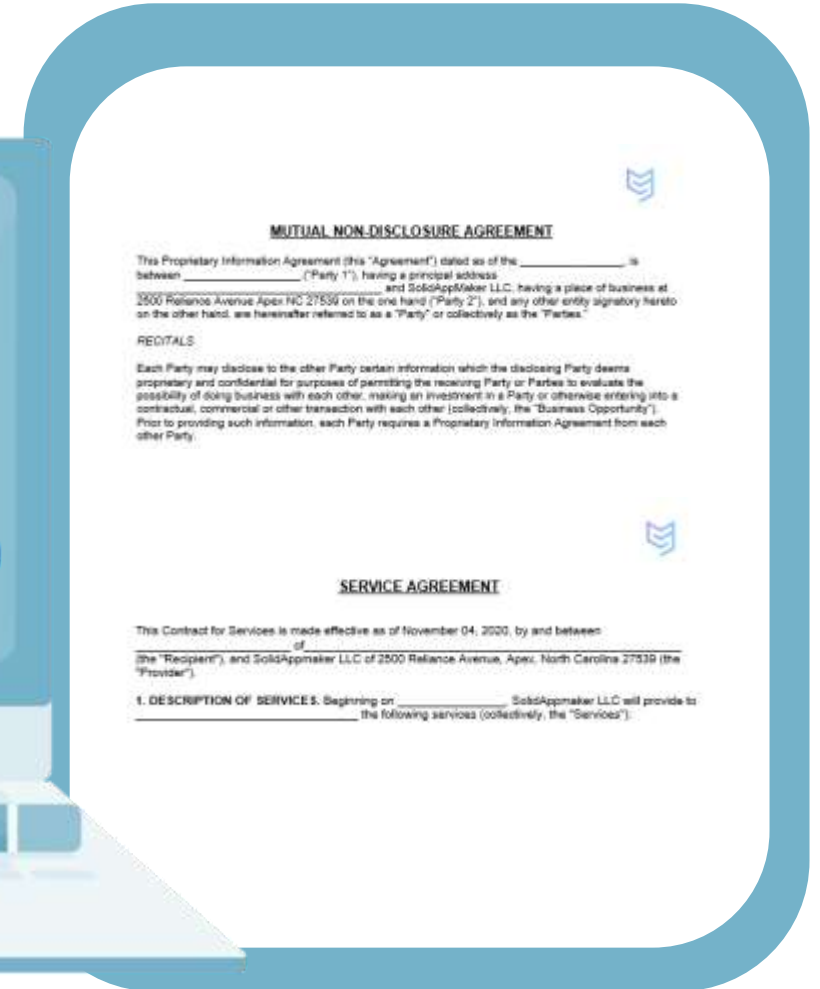 MUTUAL NON-DISCLOSURE AGREEMENT
This Proprietary Information Agreement (this "Agreement") dated as of the ____________________, is
between ______________________ ("Party 1"), having a principal address
______________________________________________ and SolidAppMaker LLC, having a place of business at
2500 Reliance Avenue Apex NC 27539 on the one hand ("Party 2"), and any other entity signatory hereto
on the other hand, are hereinafter referred to as a "Party" or collectively as the "Parties."
RECITALS
Each Party may disclose to the other Party certain information which the disclosing Party deems
proprietary and confidential for purposes of permitting the receiving Party or Parties to evaluate the
possibility of doing business with each other, making an investment in a Party or otherwise entering into a
contractual, commercial or other transaction with each other (collectively, the "Business Opportunity").
Prior to providing such information, each Party requires a Proprietary Information Agreement from each
other Party.
SERVICE AGREEMENT
This Contract for Services is made effective as of November 04, 2020, by and between
_____________________________ of______________________________________________________________________
(the "Recipient"), and SolidAppmaker LLC of 2500 Reliance Avenue, Apex, North Carolina 27539 (the
"Provider").
1. DESCRIPTION OF SERVICES. Beginning on ____________________, SolidAppmaker LLC will provide to
_________________________________________ the following services (collectively, the "Services"):